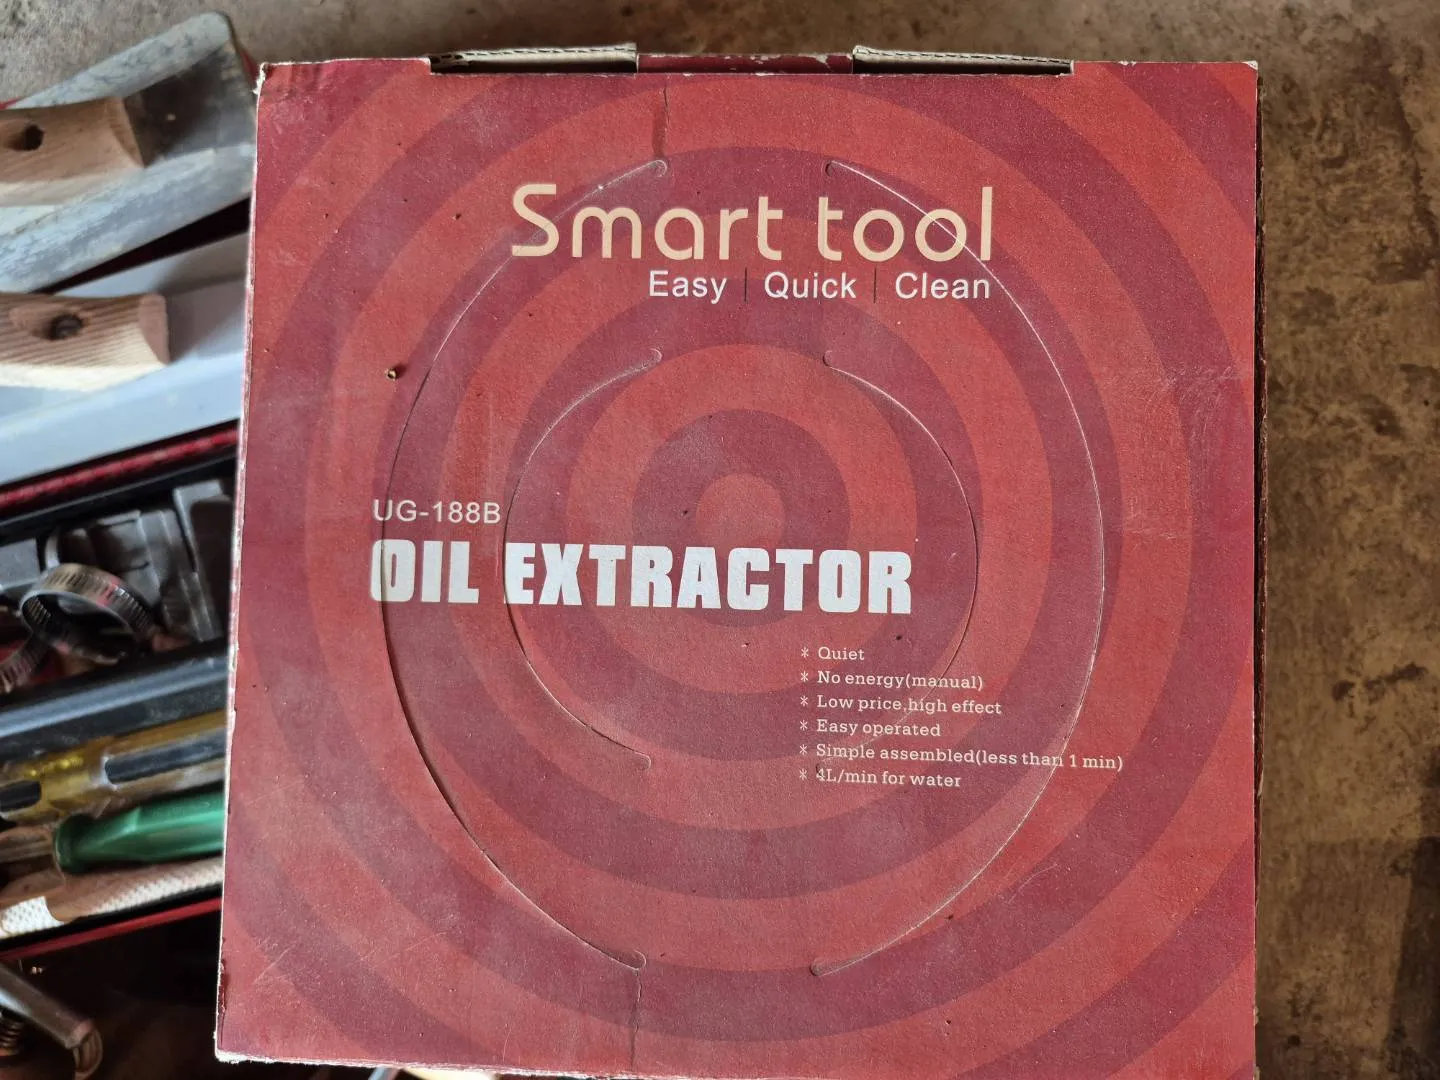 Smart tool
Easy | Quick | Clean
UG-188B
OIL EXTRACTOR
* Quiet
* No energy(manual)
* Low price,high effect
* Easy operated
* Simple assembled(less than 1 min)
* 4L/min for water